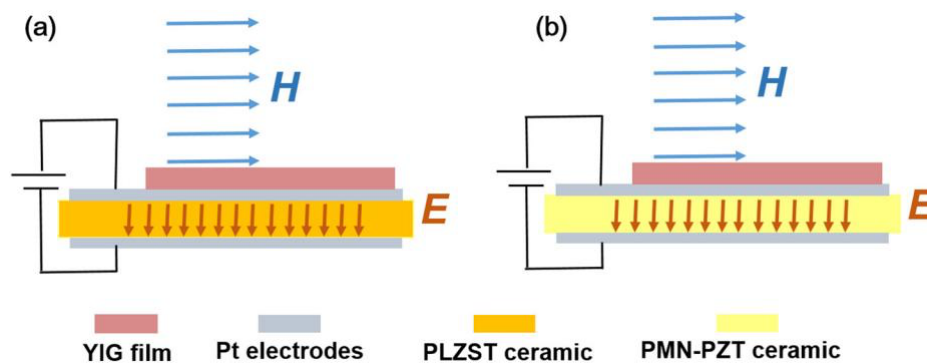 (a)
H
E
(b)
H
E
YIG film
Pt electrodes
PLZST ceramic
PMN-PZT ceramic